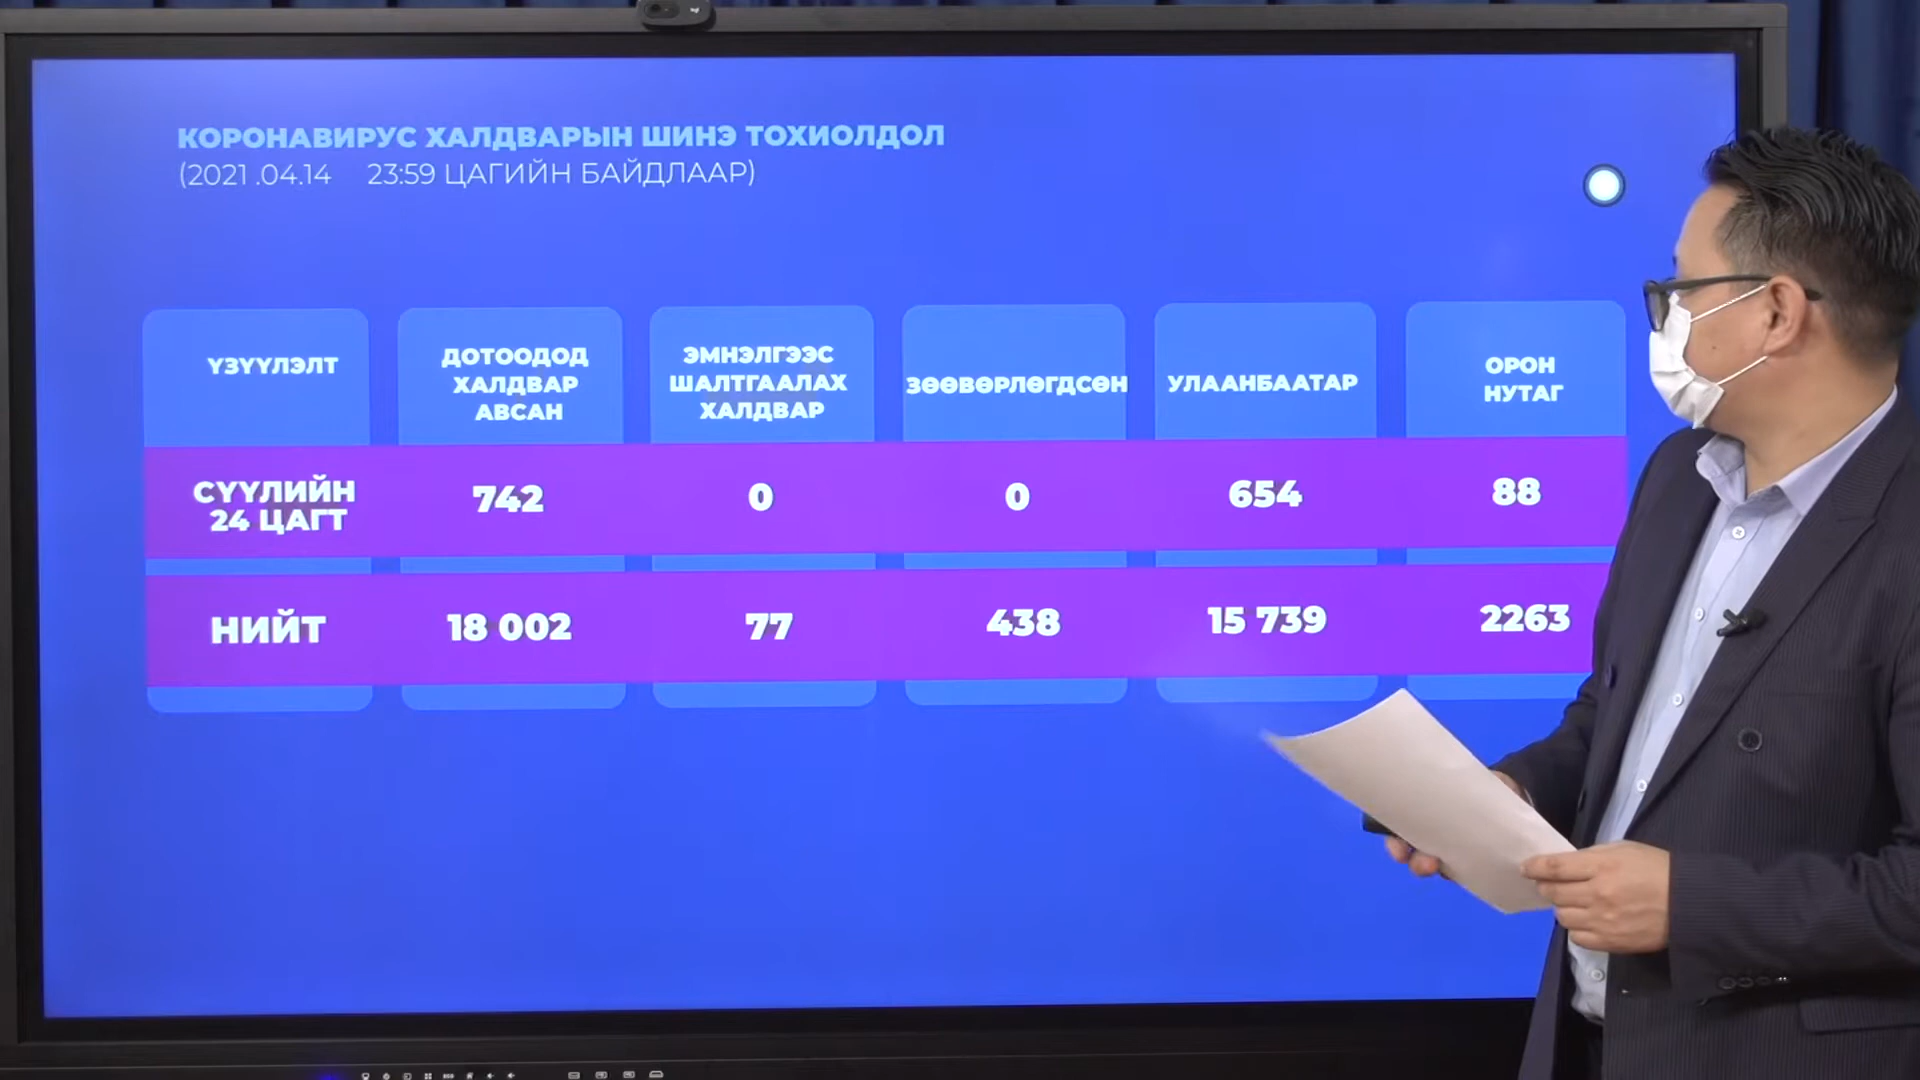 КОРОНАВИРУС ХАЛДВАРЫН ШИНЭ ТОХИОЛДОЛ
(2021 .04.14 23:59 ЦАГИЙН БАЙДЛААР)
ҮЗҮҮЛЭЛТ
ДОТООДОД
ХАЛДВАР
АВСАН
ЭМНЭЛГЭЭС
ШАЛТГААЛАХ
ХАЛДВАР
ЗӨӨВӨРЛӨГДСӨН
УЛААНБААТАР
ОРОН
НУТАГ
СҮҮЛИЙН
24 ЦАГТ
742
0
0
654
88
НИЙТ
18 002
77
438
15 739
2263